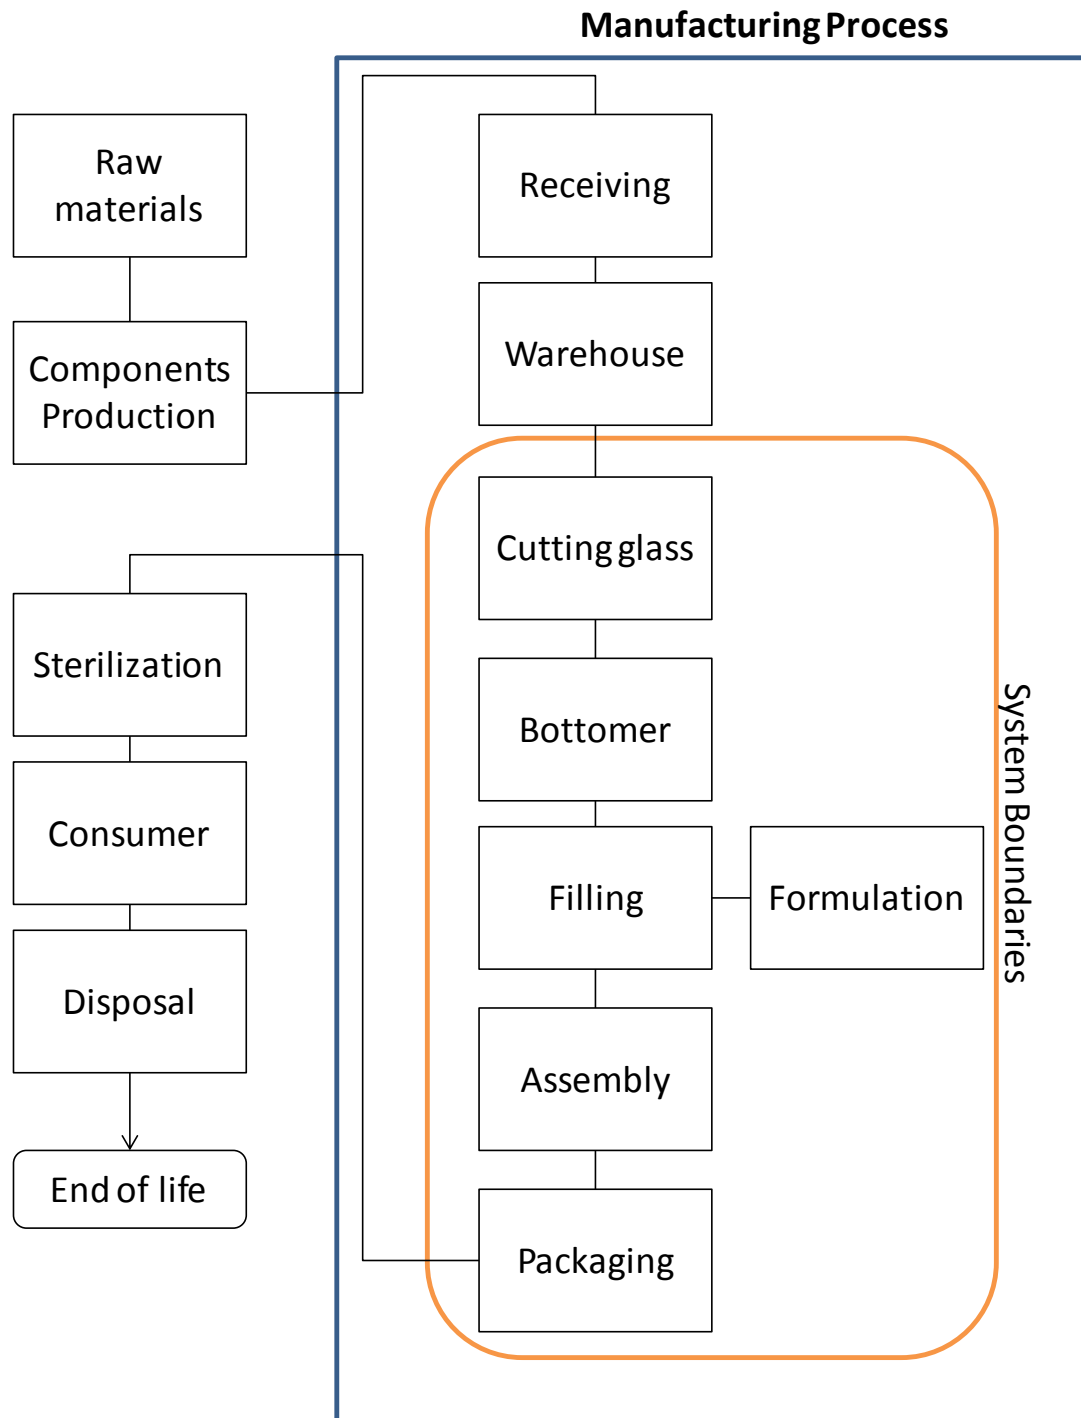 Manufacturing Process
Raw
materials
Components
Production
Receiving
Warehouse
Cutting glass
Bottomer
Filling
Formulation
Assembly
Packaging
System Boundaries
Sterilization
Consumer
Disposal
End of life